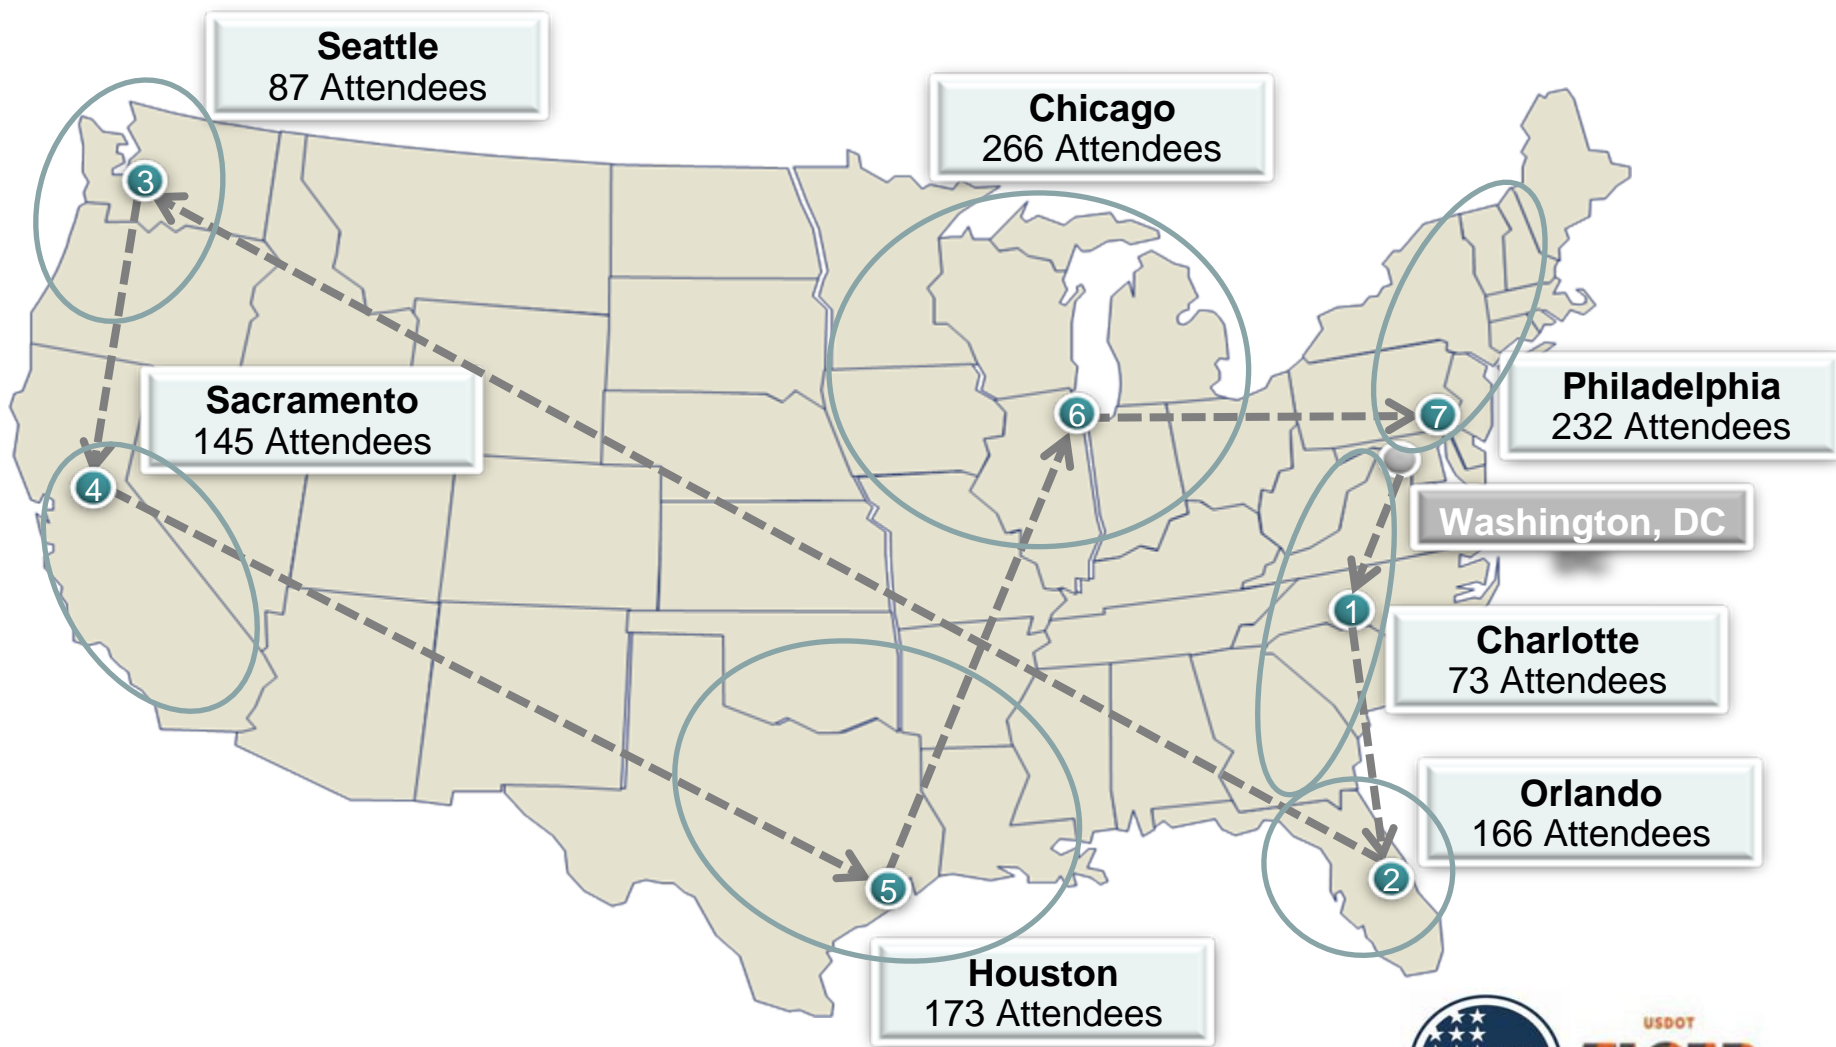 Seattle
87 Attendees
Chicago
266 Attendees
3
Sacramento
145 Attendees
Philadelphia
232 Attendees
6
7
4
Washington, DC
1
Charlotte
73 Attendees
Orlando
166 Attendees
2
5
Houston
173 Attendees
USDOT
TIGER